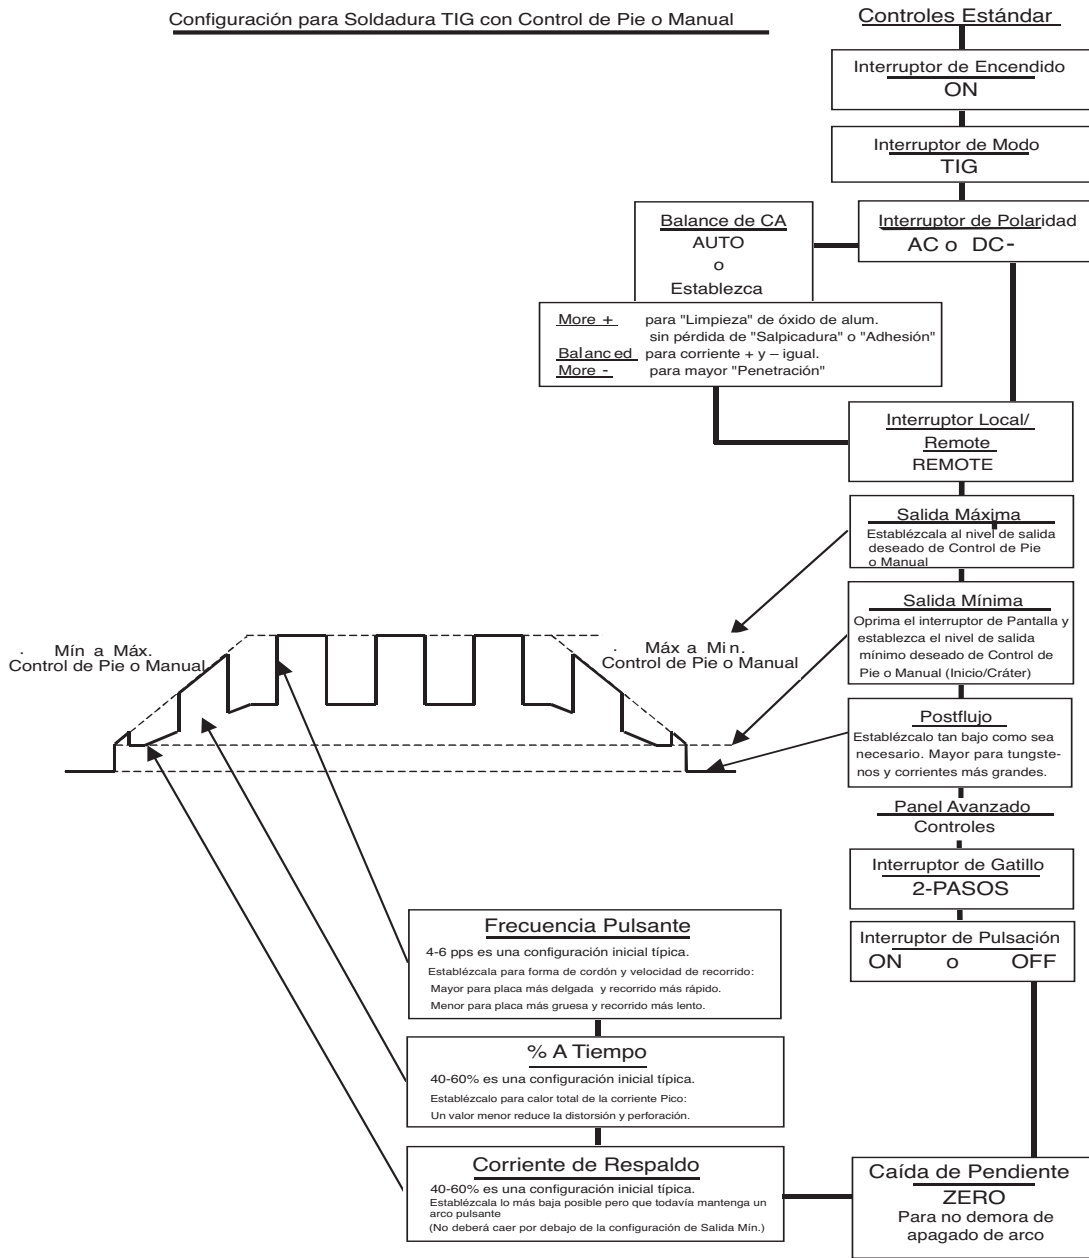 Configuración para Soldadura TIG con Control de Pie o Manual
Controles Estándar
Interruptor de Encendido
ON
Interruptor de Modo
TIG
Interruptor de Polaridad
AC o DC-
Balance de CA
AUTO
o
Establezca
More + para "Limpieza" de óxido de alum.
sin pérdida de "Salpicadura" o "Adhesión"
Balanced para corriente + y – igual.
More - para mayor "Penetración"
Interruptor Local/
Remote
REMOTE
Salida Máxima
Establézcala al nivel de salida
deseado de Control de Pie
o Manual
Salida Mínima
Oprima el interruptor de Pantalla y
establezca el nivel de salida
mínimo deseado de Control de
Pie o Manual (Inicio/Cráter)
. Mín a Máx.
Control de Pie o Manual
. Máx a Min.
Control de Pie o Manual
Postflujo
Establézcalo tan bajo como sea
necesario. Mayor para tungste-
nos y corrientes más grandes.
Panel Avanzado
Controles
Interruptor de Gatillo
2-PASOS
Interruptor de Pulsación
ON o OFF
Frecuencia Pulsante
4-6 pps es una configuración inicial típica.
Establézcala para forma de cordón y velocidad de recorrido:
Mayor para placa más delgada y recorrido más rápido.
Menor para placa más gruesa y recorrido más lento.
% A Tiempo
40-60% es una configuración inicial típica.
Establézcalo para calor total de la corriente Pico:
Un valor menor reduce la distorsión y perforación.
Corriente de Respaldo
40-60% es una configuración inicial típica.
Establézcala lo más baja posible pero que todavía mantenga un
arco pulsante
(No deberá caer por debajo de la configuración de Salida Mín.)
Caída de Pendiente
ZERO
Para no demora de
apagado de arco